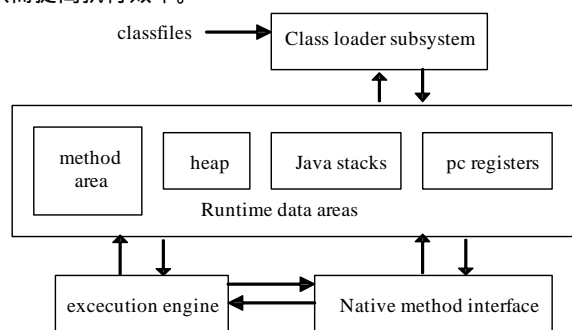 classfiles
Class loader subsystem
method
area
heap
Java stacks
pc registers
Runtime data areas
excecution engine
Native method interface